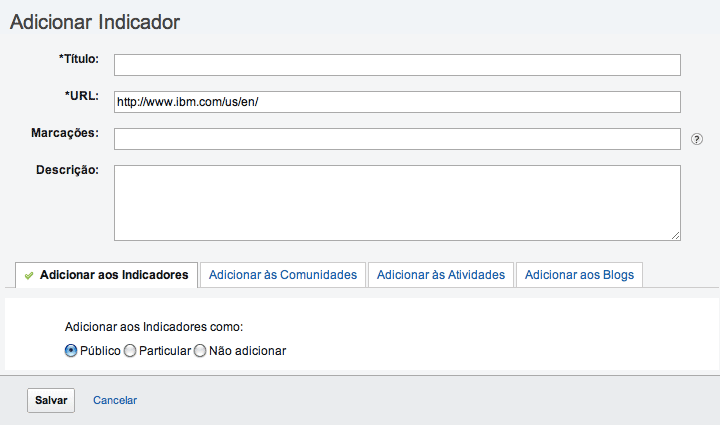 Adicionar Indicador
*Título:
*URL: http://www.ibm.com/us/en/
Marcações: ?
Descrição:
Adicionar aos Indicadores Adicionar às Comunidades Adicionar às Atividades Adicionar aos Blogs
Adicionar aos Indicadores como:
Público Particular Não adicionar
Salvar Cancelar